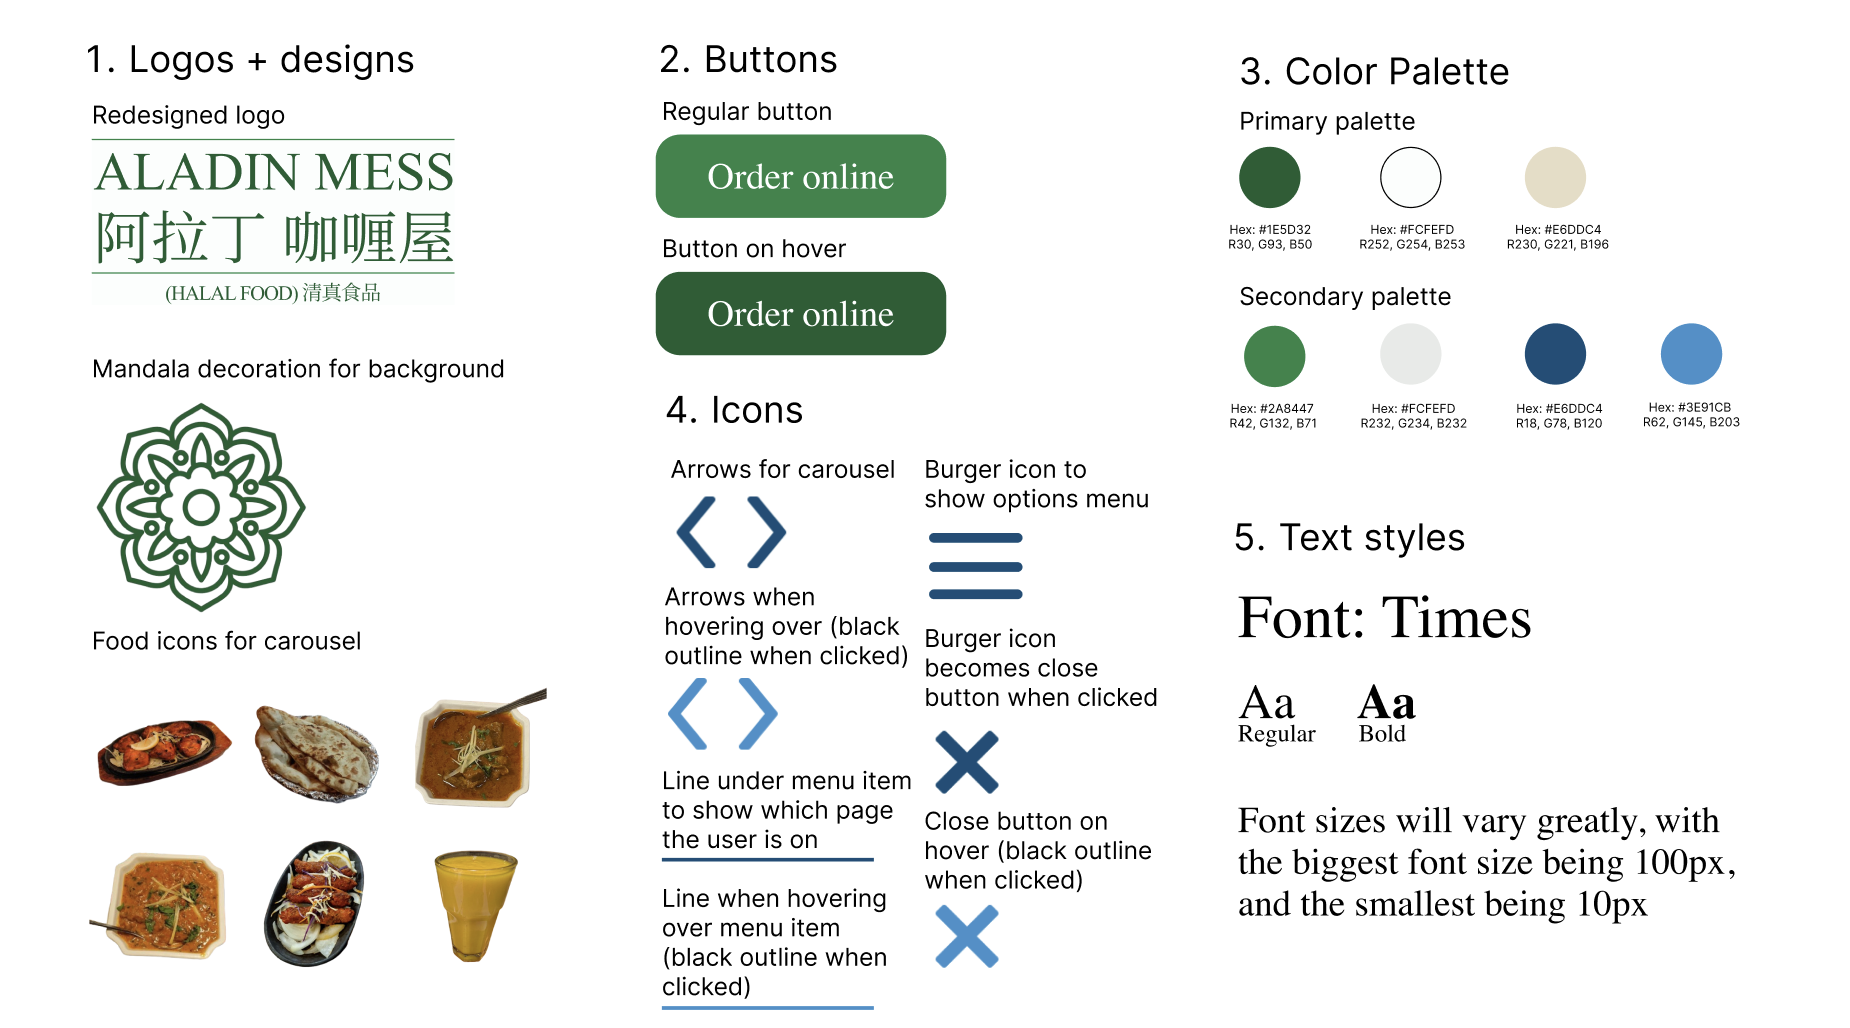 1. Logos + designs
Redesigned logo
ALADIN MESS
阿拉丁 咖喱屋
(HALAL FOOD) 清真食品
Mandala decoration for background
Food icons for carousel
2. Buttons
Regular button
Order online
Button on hover
Order online
4. Icons
Arrows for carousel
Arrows when
hovering over (black
outline when clicked)
Line under menu item
to show which page
the user is on
Line when hovering
over menu item
(black outline when
clicked)
Burger icon to
show options menu
Burger icon
becomes close
button when clicked
Close button on
hover (black outline
when clicked)
3. Color Palette
Primary palette
Hex: #1E5D32
R30, G93, B50
Hex: #FCFEFD
R252, G254, B253
Hex: #E6DDC4
R230, G221, B196
Secondary palette
Hex: #2A8447
R42, G132, B71
Hex: #FCFEFD
R232, G234, B232
Hex: #E6DDC4
R18, G78, B120
Hex: #3E91CB
R62, G145, B203
5. Text styles
Font: Times
Aa
Regular
Aa
Bold
Font sizes will vary greatly, with
the biggest font size being 100px,
and the smallest being 10px